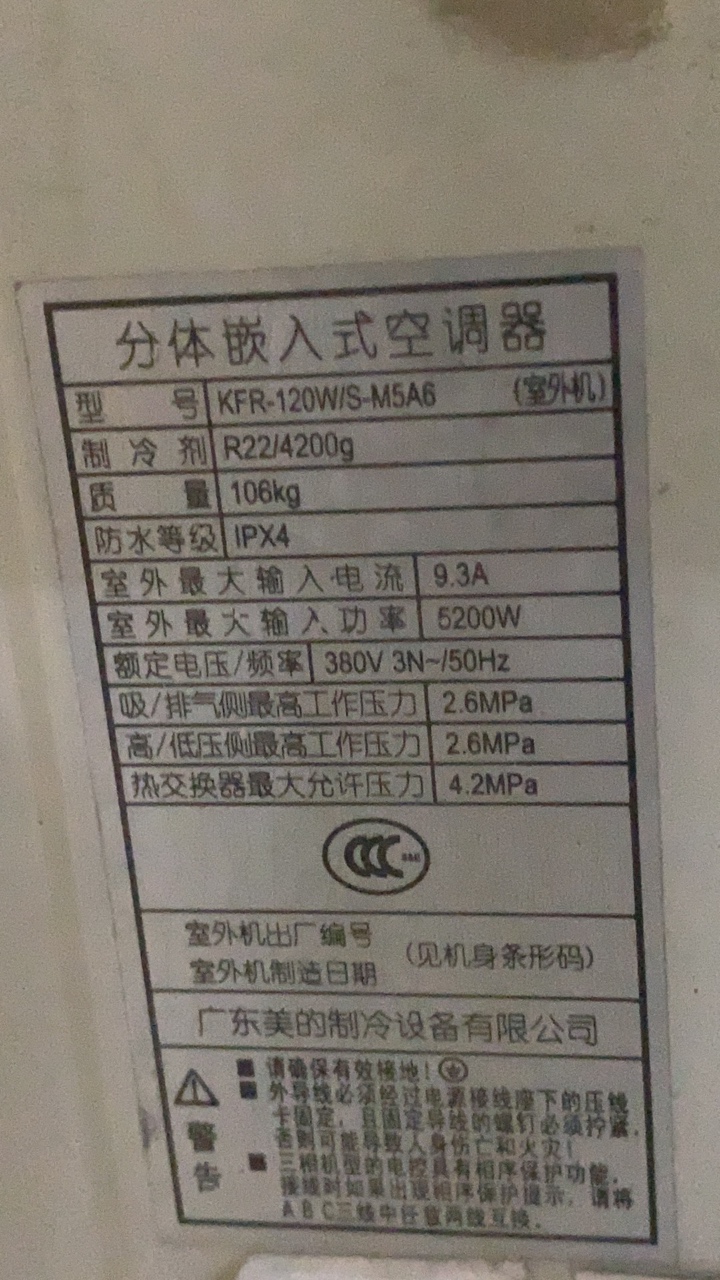 分体嵌入式空调器
型 号 KFR-120W/S-M5A6 (室外机)
制 冷 剂 R22/4200g
质 量 106kg
防水等级 IPX4
室外最大输入电流 9.3A
室外最大输入功率 5200W
额定电压/频率 380V 3N~/50Hz
吸/排气侧最高工作压力 2.6MPa
高/低压侧最高工作压力 2.6MPa
热交换器最大允许压力 4.2MPa
CCC
室外机出厂编号
(见机身条形码)
室外机制造日期
广东美的制冷设备有限公司
警告
■ 请确保有效接地!
■ 外导线必须经过电源接线座下的压线
卡固定,且固定导线的螺钉必须拧紧,
否则可能导致人身伤亡和火灾!
■ 三相机型的电控具有相序保护功能,
接线时如果出现相序保护提示,请将
A B C三线中任意两线互换.